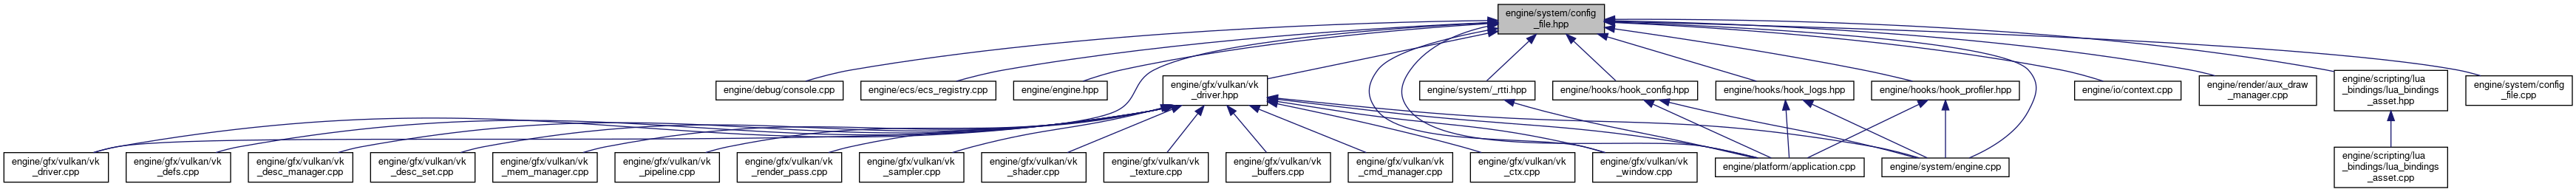 engine/system/config
_file.hpp
engine/debug/console.cpp
engine/ecs/ecs_registry.cpp
engine/engine.hpp
engine/gfx/vulkan/vk
_driver.hpp
engine/system/_rtti.hpp
engine/hooks/hook_config.hpp
engine/hooks/hook_logs.hpp
engine/hooks/hook_profiler.hpp
engine/io/context.cpp
engine/render/aux_draw
_manager.cpp
engine/scripting/lua
_bindings/lua_bindings
_asset.hpp
engine/system/config
_file.cpp
engine/gfx/vulkan/vk
_driver.cpp
engine/gfx/vulkan/vk
_defs.cpp
engine/gfx/vulkan/vk
_desc_manager.cpp
engine/gfx/vulkan/vk
_desc_set.cpp
engine/gfx/vulkan/vk
_mem_manager.cpp
engine/gfx/vulkan/vk
_pipeline.cpp
engine/gfx/vulkan/vk
_render_pass.cpp
engine/gfx/vulkan/vk
_sampler.cpp
engine/gfx/vulkan/vk
_shader.cpp
engine/gfx/vulkan/vk
_texture.cpp
engine/gfx/vulkan/vk
_buffers.cpp
engine/gfx/vulkan/vk
_cmd_manager.cpp
engine/gfx/vulkan/vk
_ctx.cpp
engine/gfx/vulkan/vk
_window.cpp
engine/platform/application.cpp
engine/system/engine.cpp
engine/scripting/lua
_bindings/lua_bindings
_asset.cpp